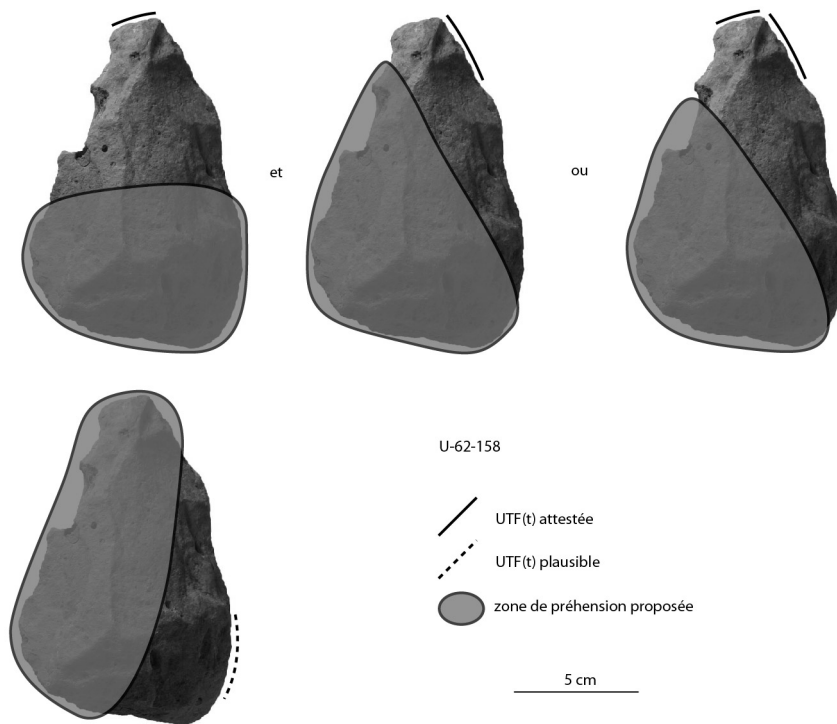 et
ou
U-62-158
UTF(t) attestée
UTF(t) plausible
zone de préhension proposée
5 cm